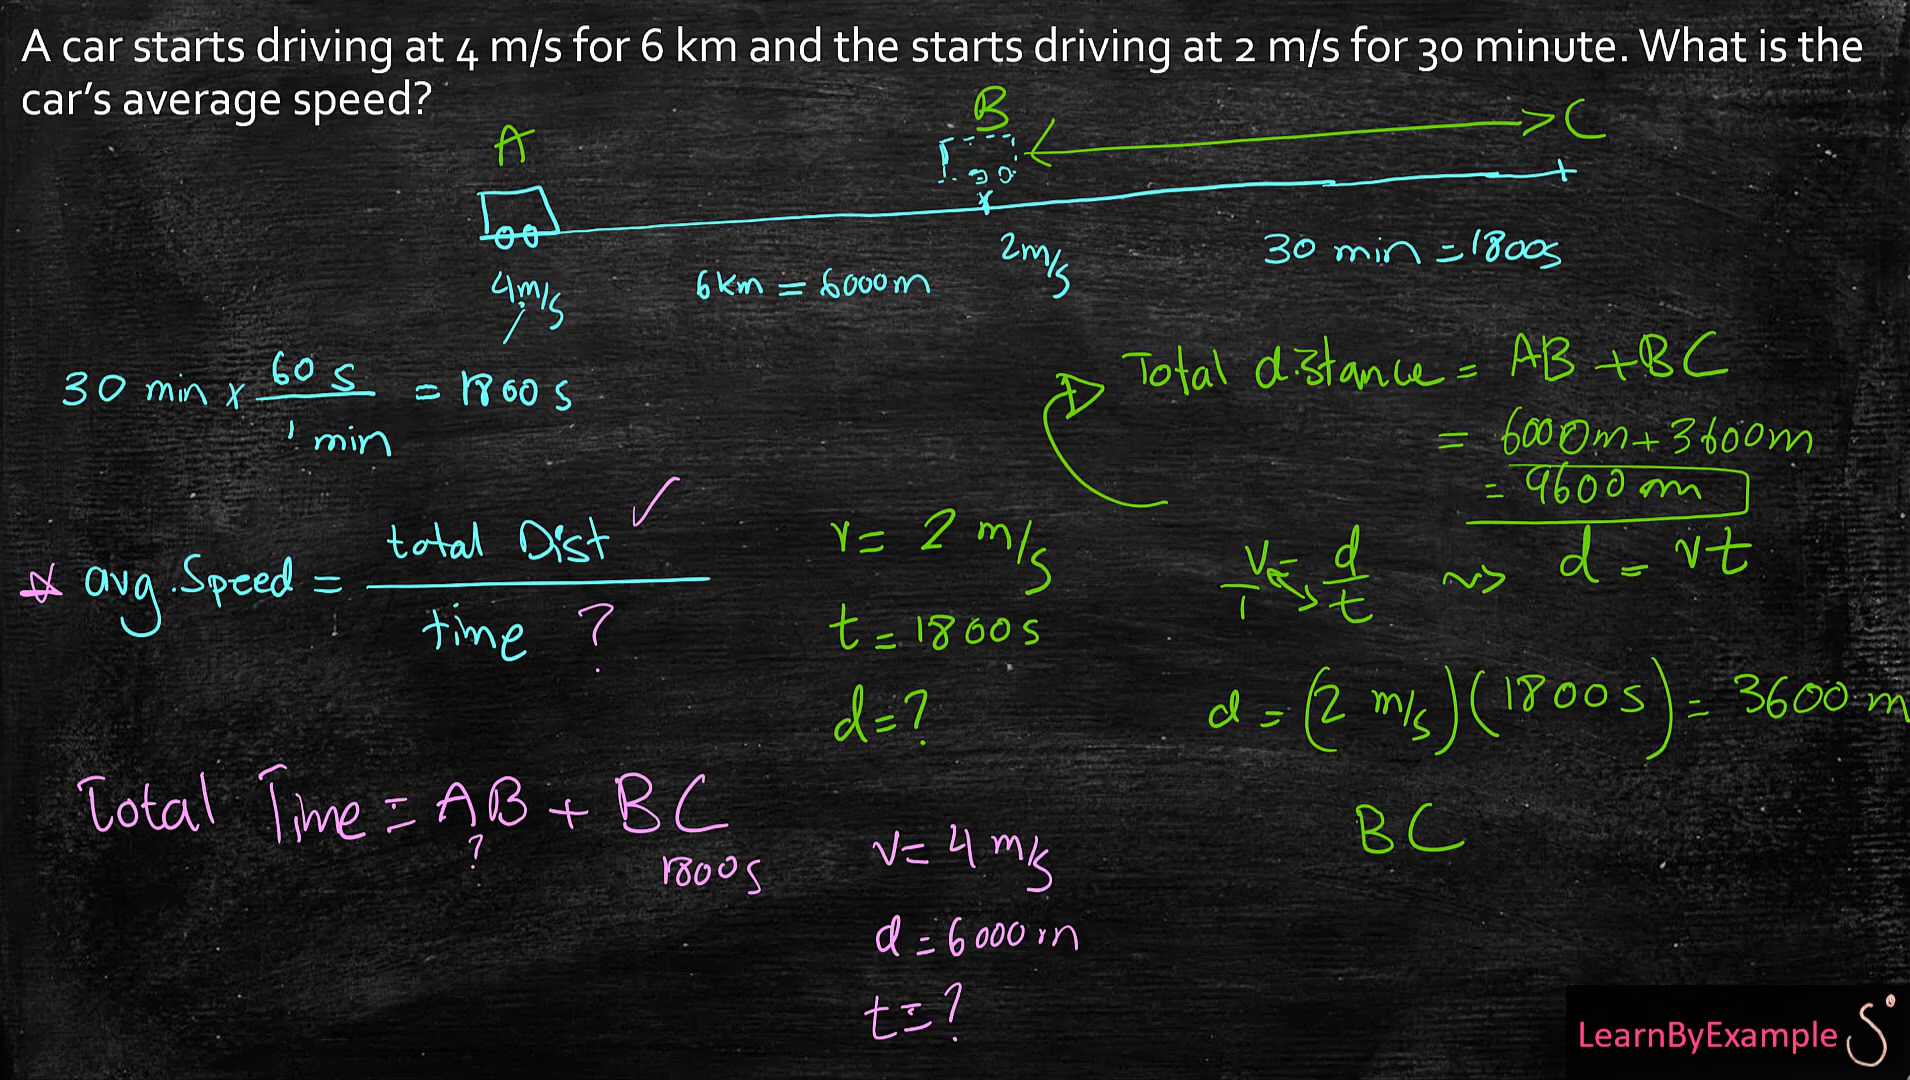 A car starts driving at 4 m/s for 6 km and the starts driving at 2 m/s for 30 minute. What is the
car's average speed?
A
B
C
4m/s
6km = 6000m
2m/s
30 min = 1800s
30 min x 60 s / 1 min = 1800 s
Total distance = AB + BC
= 6000m + 3600m
= 9600 m
* avg. Speed = total Dist ✓ / time ?
v = 2 m/s
t = 1800 s
d = ?
v/1 = d/t ~> d = vt
d = (2 m/s)(1800 s) = 3600 m
BC
Total Time = AB + BC
? 1800s
v = 4 m/s
d = 6000 m
t = ?
LearnByExample